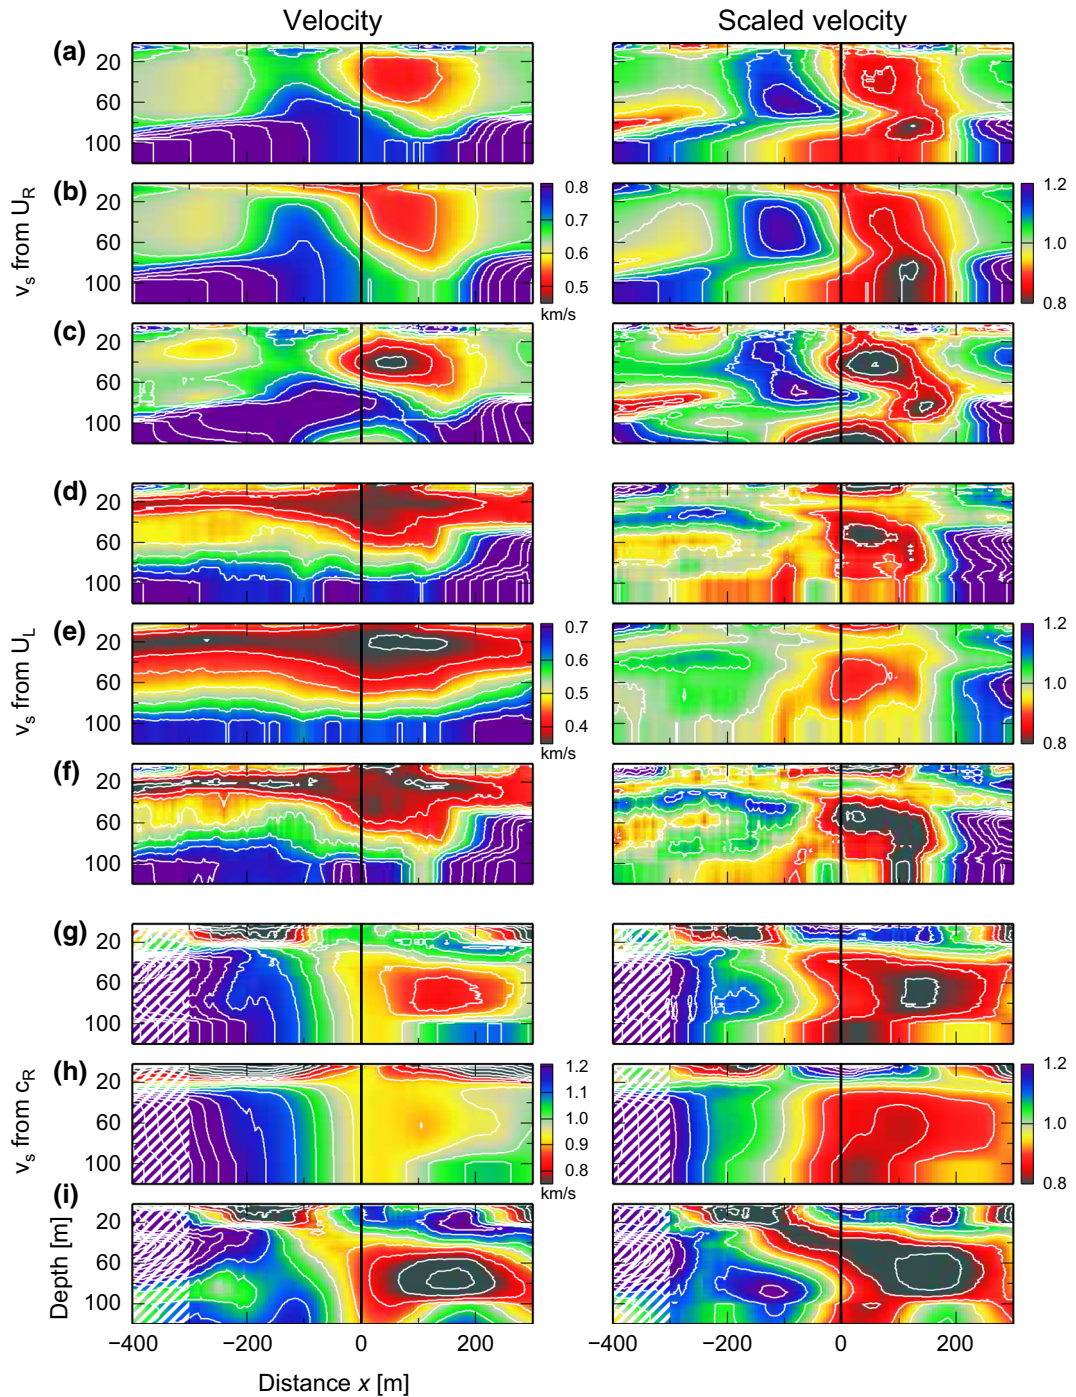 Velocity Scaled velocity
(a)
20
60
100
(b)
20
60
100
v_s from U_R
0.8
0.7
0.6
0.5
km/s
1.2
1.0
0.8
(c)
20
60
100
(d)
20
60
100
(e)
20
60
100
v_s from U_L
0.7
0.6
0.5
0.4
km/s
1.2
1.0
0.8
(f)
20
60
100
(g)
20
60
100
(h)
20
60
100
v_s from c_R
1.2
1.1
1.0
0.9
0.8
km/s
1.2
1.0
0.8
(i)
20
60
100
Depth [m]
−400 −200 0 200 −400 −200 0 200
Distance x [m]